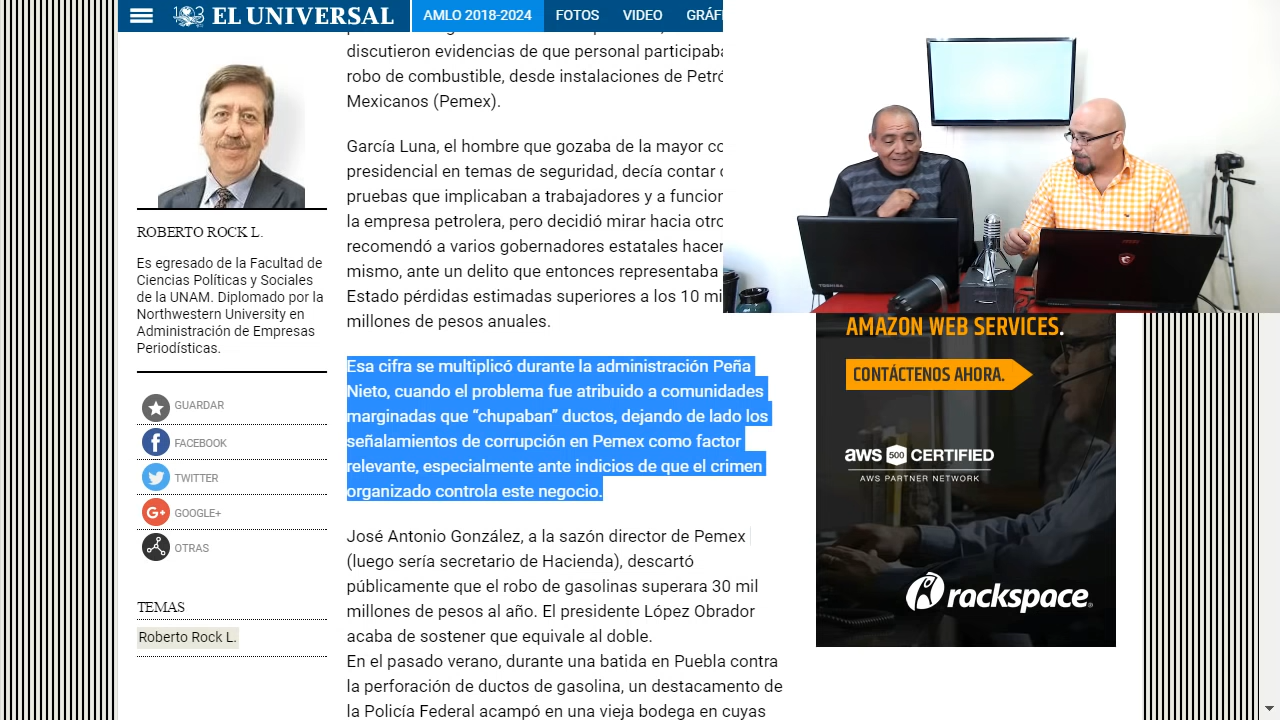 EL UNIVERSAL
AMLO 2018-2024
FOTOS
VIDEO
discutieron evidencias de que personal
robo de combustible, desde instalaciones de
Mexicanos (Pemex).
García Luna, el hombre que gozaba de la mayor
presidencial en temas de seguridad, decía contar
pruebas que implicaban a trabajadores y a
la empresa petrolera, pero decidió mirar hacia
recomendó a varios gobernadores estatales
mismo, ante un delito que entonces representaba
Estado pérdidas estimadas superiores a los 10
millones de pesos anuales.
Esa cifra se multiplicó durante la administración Peña
Nieto, cuando el problema fue atribuido a comunidades
marginadas que “chupaban” ductos, dejando de lado los
señalamientos de corrupción en Pemex como factor
relevante, especialmente ante indicios de que el crimen
organizado controla este negocio.
José Antonio González, a la sazón director de Pemex
(luego sería secretario de Hacienda), descartó
públicamente que el robo de gasolinas superara 30 mil
millones de pesos al año. El presidente López Obrador
acaba de sostener que equivale al doble.
En el pasado verano, durante una batida en Puebla contra
la perforación de ductos de gasolina, un destacamento de
la Policía Federal acampó en una vieja bodega en cuyas
ROBERTO ROCK L.
Es egresado de la Facultad de
Ciencias Políticas y Sociales
de la UNAM. Diplomado por la
Northwestern University en
Administración de Empresas
Periodísticas.
GUARDAR
FACEBOOK
TWITTER
G+ GOOGLE+
OTRAS
TEMAS
Roberto Rock L.
TOSHIBA
AMAZON WEB SERVICES.
CONTÁCTENOS AHORA.
aws 500 CERTIFIED
AWS PARTNER NETWORK
rackspace®